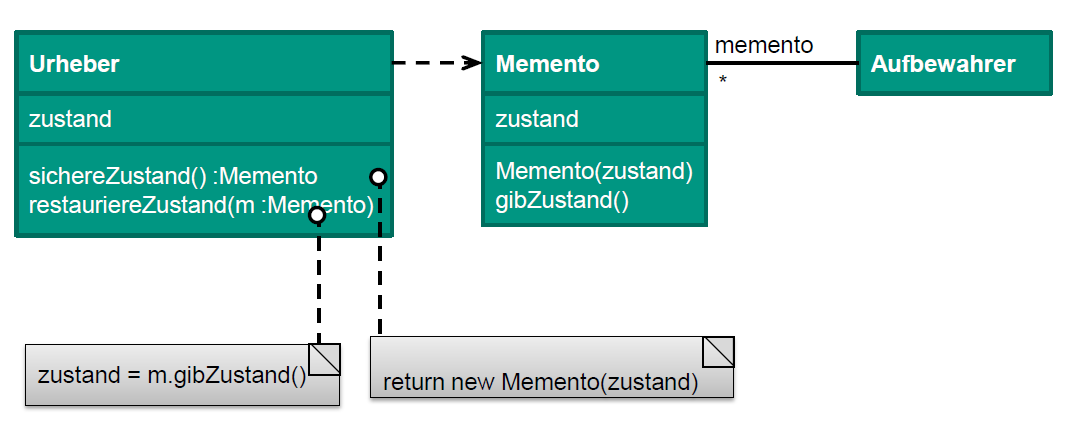 Urheber
zustand
sichereZustand() :Memento
restauriereZustand(m :Memento)
Memento
zustand
Memento(zustand)
gibZustand()
memento
*
Aufbewahrer
zustand = m.gibZustand()
return new Memento(zustand)